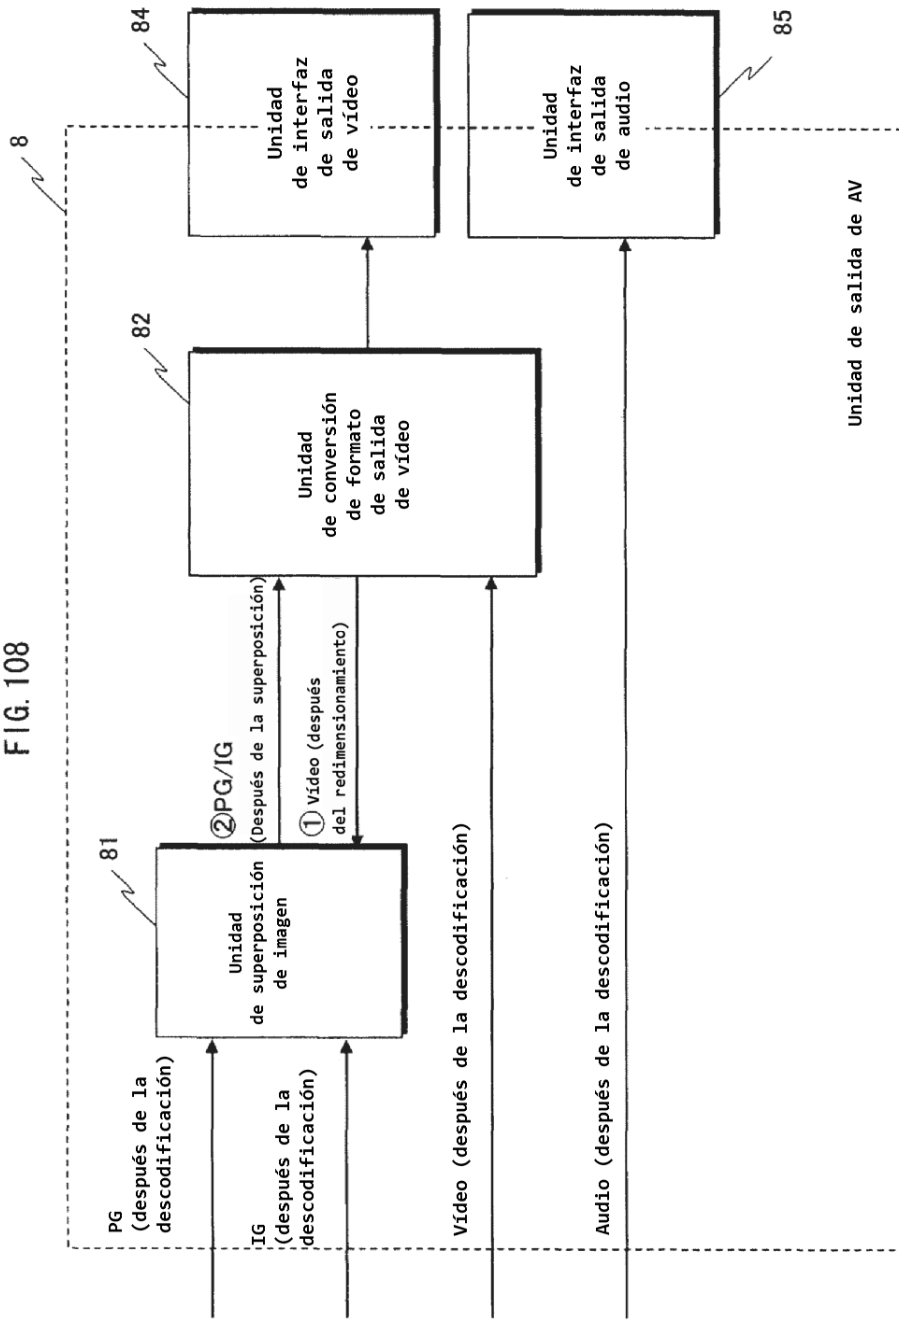 FIG. 108
8
84
Unidad
de interfaz
de salida
de vídeo
85
Unidad
de interfaz
de salida
de audio
82
Unidad
de conversión
de formato
de salida
de vídeo
81
Unidad
de superposición
de imagen
②PG/IG
(Después de la superposición)
① Vídeo (después
del redimensionamiento)
PG
(después de la
descodificación)
IG
(después de la
descodificación)
Vídeo (después de la descodificación)
Audio (después de la descodificación)
Unidad de salida de AV